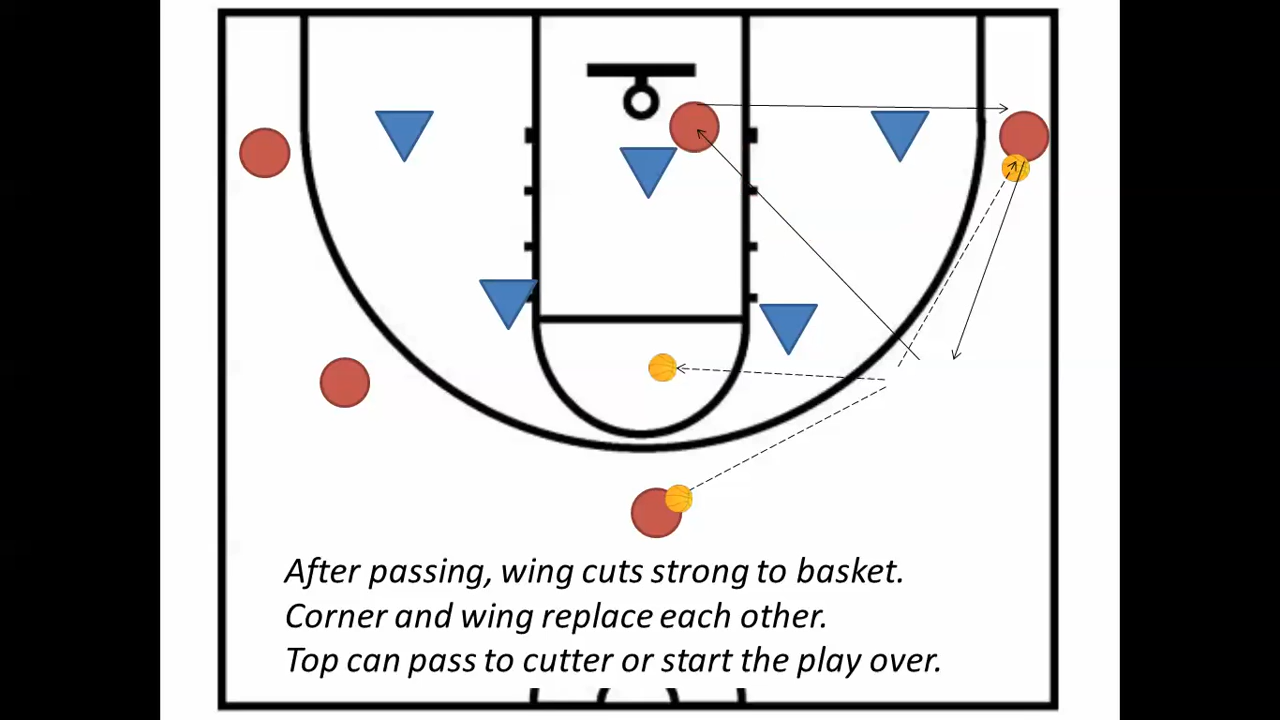 After passing, wing cuts strong to basket.
Corner and wing replace each other.
Top can pass to cutter or start the play over.